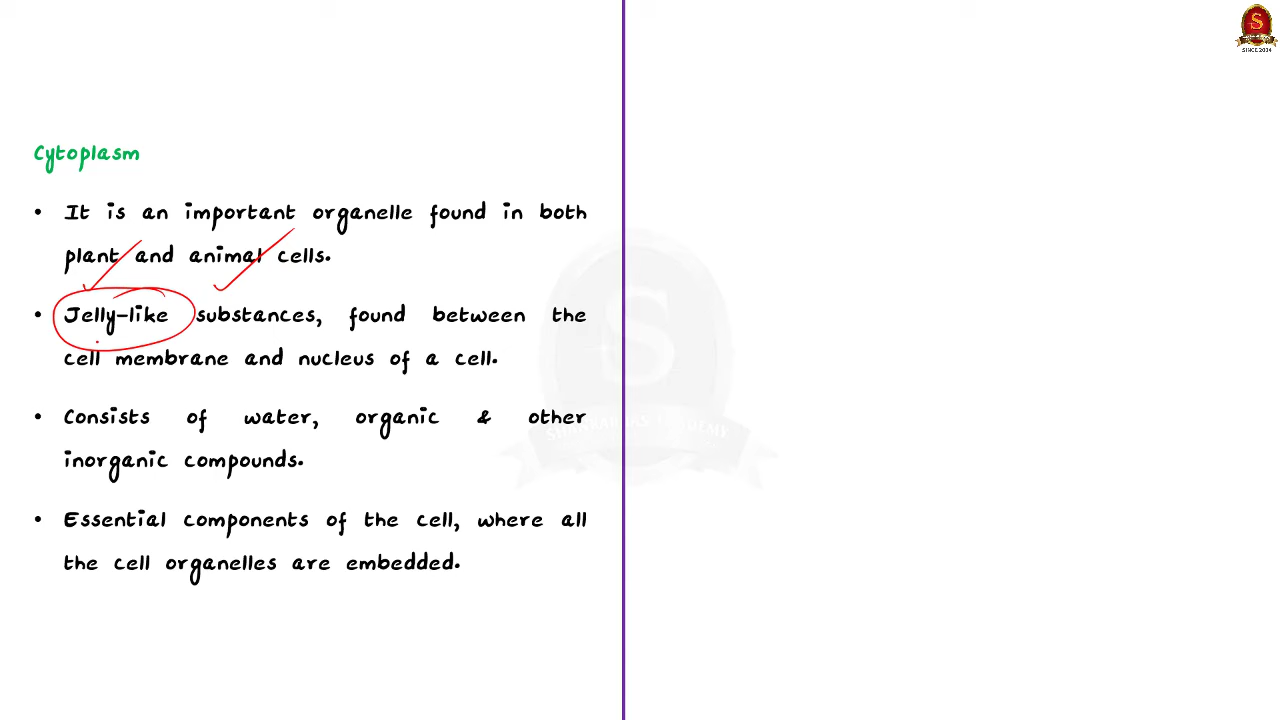 S
SINCE 2004
Cytoplasm
• It is an important organelle found in both
plant and animal cells.
• Jelly-like substances, found between the
cell membrane and nucleus of a cell.
• Consists of water, organic & other
inorganic compounds.
• Essential components of the cell, where all
the cell organelles are embedded.